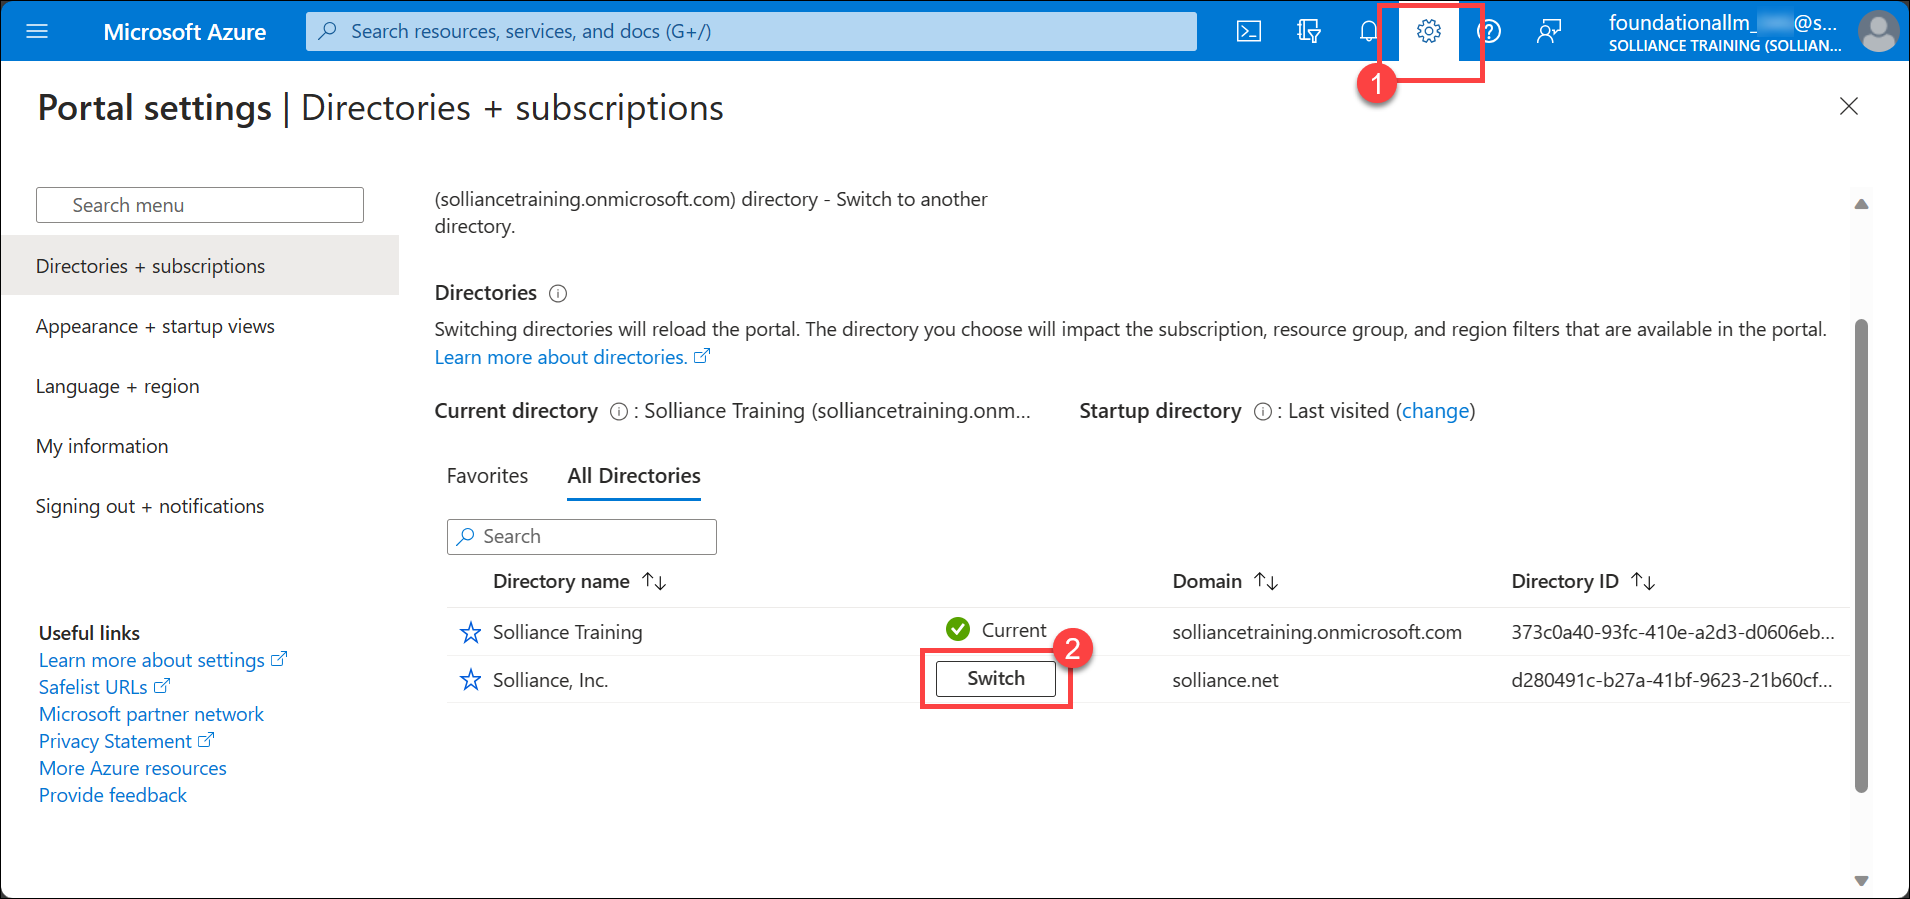 Microsoft Azure
Search resources, services, and docs (G+/)
foundationallm_ @s...
SOLLIANCE TRAINING (SOLLIAN...
1
Portal settings | Directories + subscriptions
Search menu
Directories + subscriptions
Appearance + startup views
Language + region
My information
Signing out + notifications
Useful links
Learn more about settings
Safelist URLs
Microsoft partner network
Privacy Statement
More Azure resources
Provide feedback
(solliancetraining.onmicrosoft.com) directory - Switch to another
directory.
Directories
Switching directories will reload the portal. The directory you choose will impact the subscription, resource group, and region filters that are available in the portal.
Learn more about directories.
Current directory : Solliance Training (solliancetraining.onm...
Startup directory : Last visited (change)
Favorites All Directories
Search
Directory name Domain Directory ID
Solliance Training Current solliancetraining.onmicrosoft.com 373c0a40-93fc-410e-a2d3-d0606eb...
2
Solliance, Inc. Switch solliance.net d280491c-b27a-41bf-9623-21b60cf...